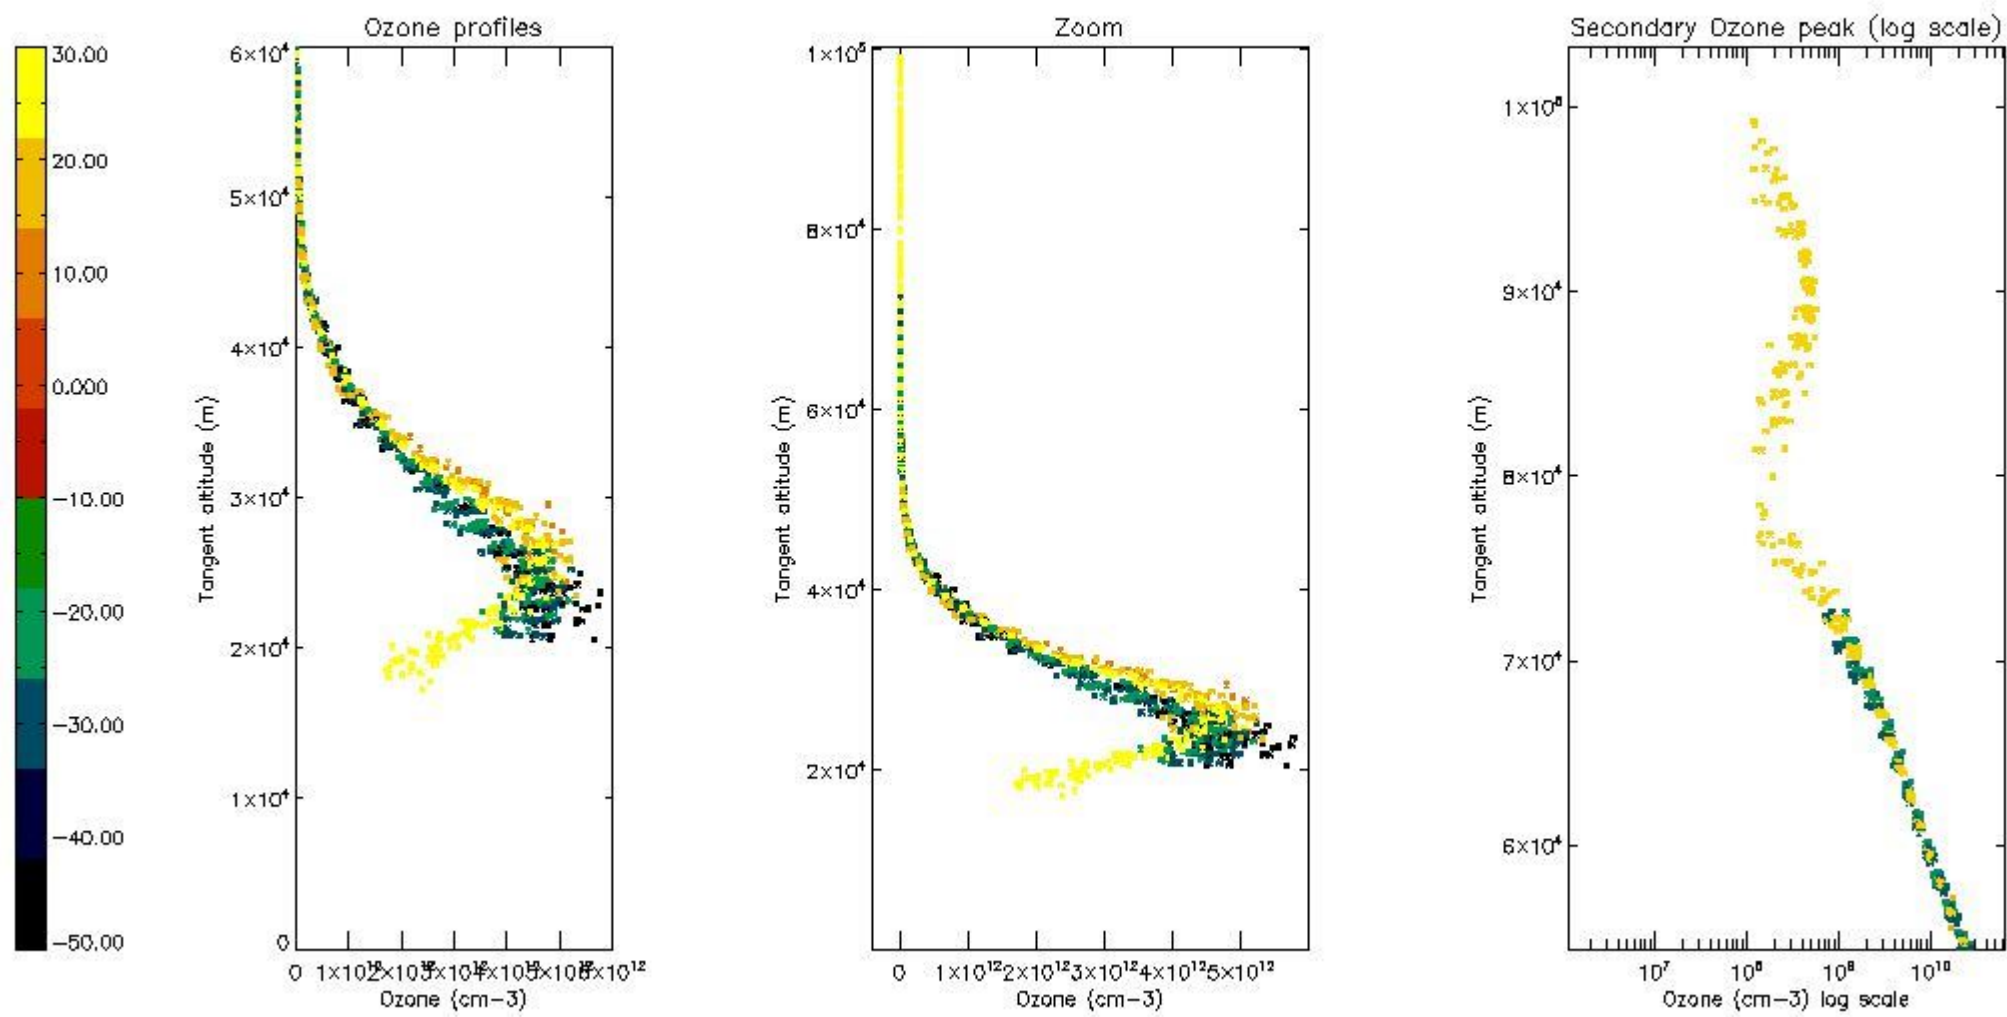 Ozone profiles
Zoom
Secondary Ozone peak (log scale)
30.00
20.00
10.00
0.000
-10.00
-20.00
-30.00
-40.00
-50.00
Tangent altitude (m)
6×10⁴
5×10⁴
4×10⁴
3×10⁴
2×10⁴
1×10⁴
0
0 1×10¹²
6×10¹²
Ozone (cm-3)
Tangent altitude (m)
1×10⁵
8×10⁴
6×10⁴
4×10⁴
2×10⁴
0 1×10¹² 2×10¹² 3×10¹² 4×10¹² 5×10¹²
Ozone (cm-3)
Tangent altitude (m)
1×10⁵
9×10⁴
8×10⁴
7×10⁴
6×10⁴
10⁷ 10⁸ 10⁹ 10¹⁰
Ozone (cm-3) log scale